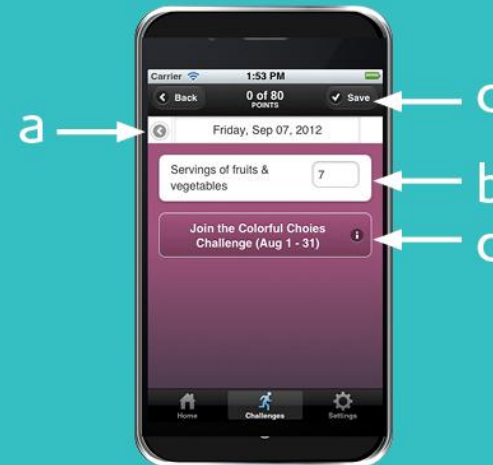 Carrier 1:53 PM
Back 0 of 80 Save
POINTS
a
Friday, Sep 07, 2012
Servings of fruits & 7
vegetables
b
Join the Colorful Choies
Challenge (Aug 1 - 31)
Home Challenges Settings